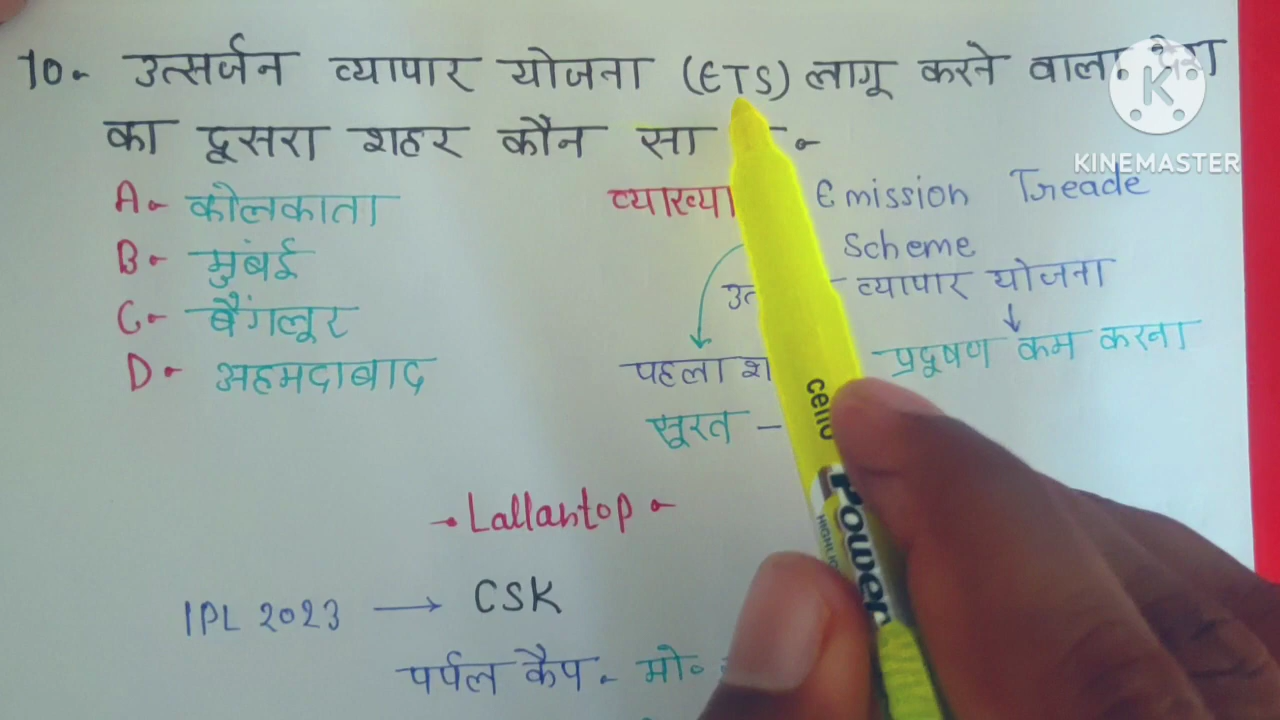 10. उत्सर्जन व्यापार योजना (ETS) लागू करने वाला
का दूसरा शहर कौन सा
A. कोलकाता
B. मुंबई
C. बैंगलूर
D. अहमदाबाद
व्याख्या Emission Treade
Scheme
व्यापार योजना
पहला
प्रदूषण कम करना
सूरत –
Lallantop
IPL 2023 → CSK
पर्पल कैप. मो.
KINEMASTER
cello
Power